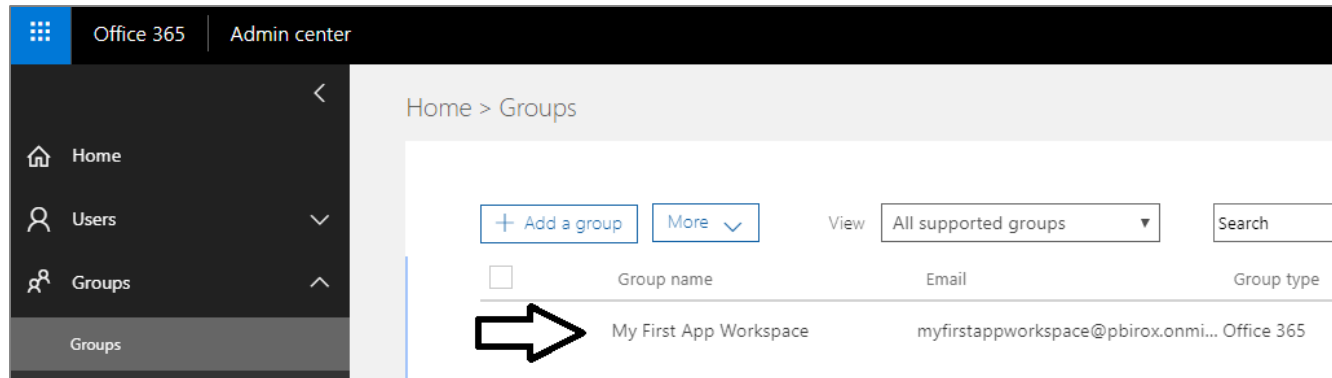 Office 365 Admin center
Home > Groups
Home
Users
Groups
Groups
Add a group More View All supported groups Search
Group name Email Group type
My First App Workspace myfirstappworkspace@pbirox.onmi... Office 365